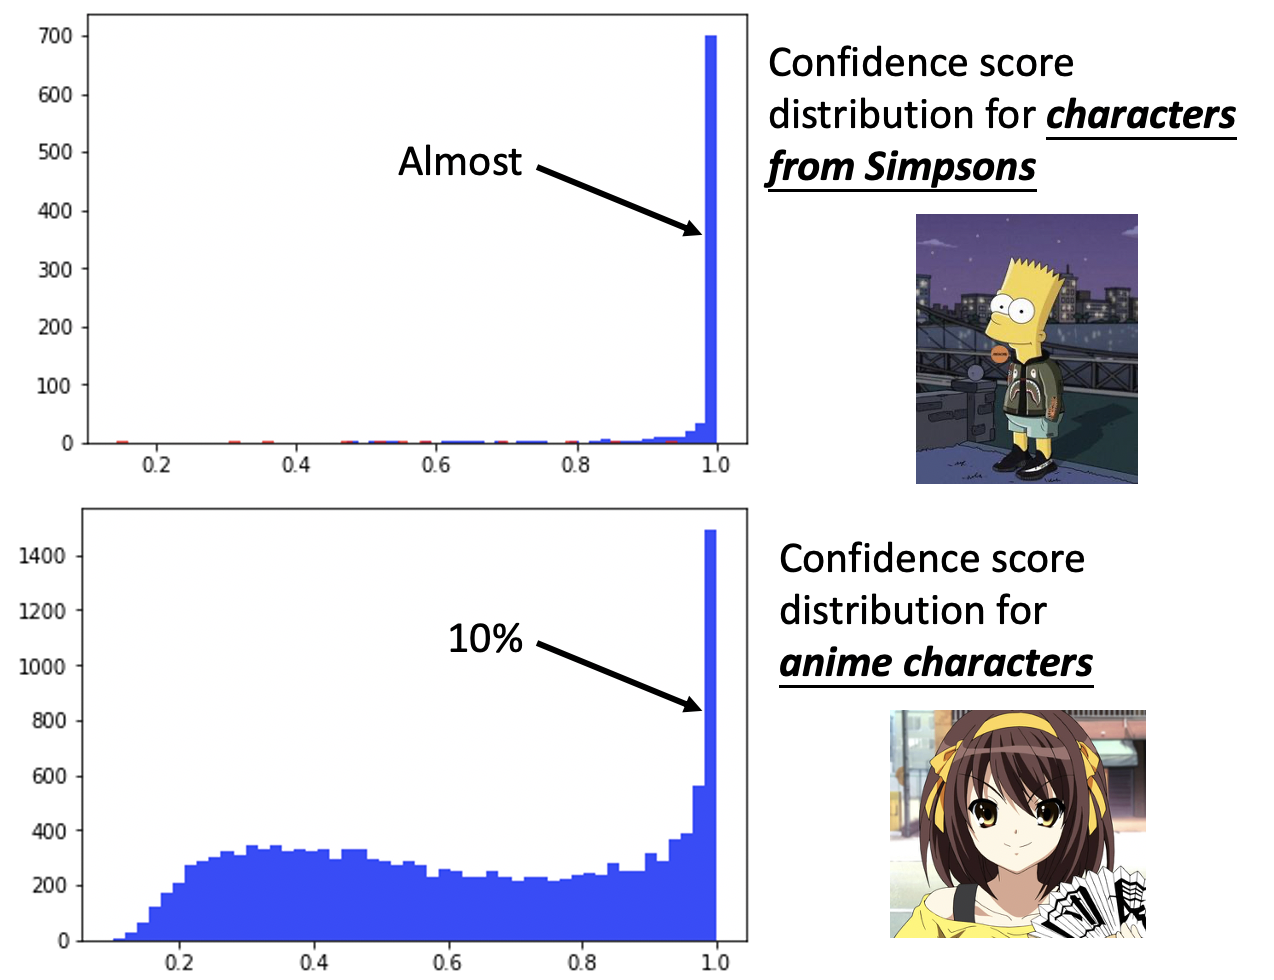 700
600
500
400
300
200
100
0
0.2 0.4 0.6 0.8 1.0
Almost
Confidence score
distribution for characters
from Simpsons
1400
1200
1000
800
600
400
200
0
0.2 0.4 0.6 0.8 1.0
10%
Confidence score
distribution for
anime characters